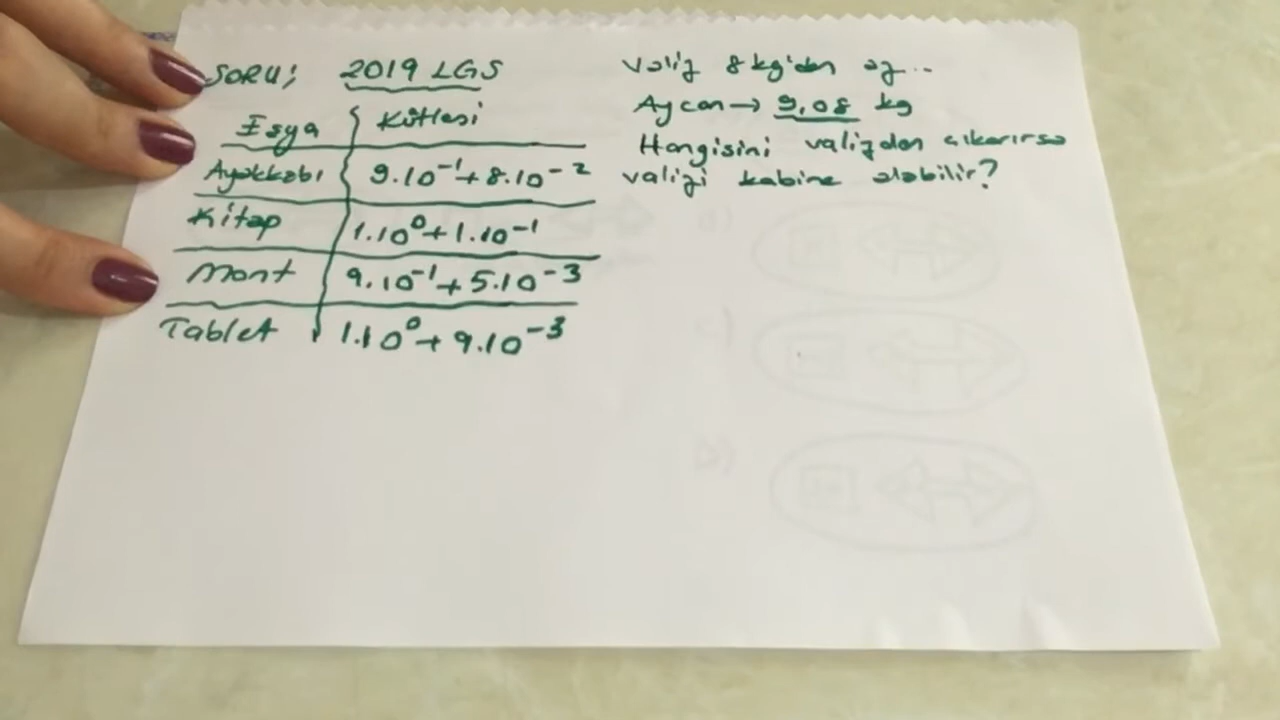 SORU; 2019 LGS
Eşya Kütlesi
Ayakkabı 9.10⁻¹+8.10⁻²
Kitap 1.10⁰+1.10⁻¹
Mont 9.10⁻¹+5.10⁻³
Tablet 1.10⁰+9.10⁻³
Valiz 8 kg'dan az...
Aycan→ 9,08 kg
Hangisini valizden çıkarırsa
valizi kabine alabilir?